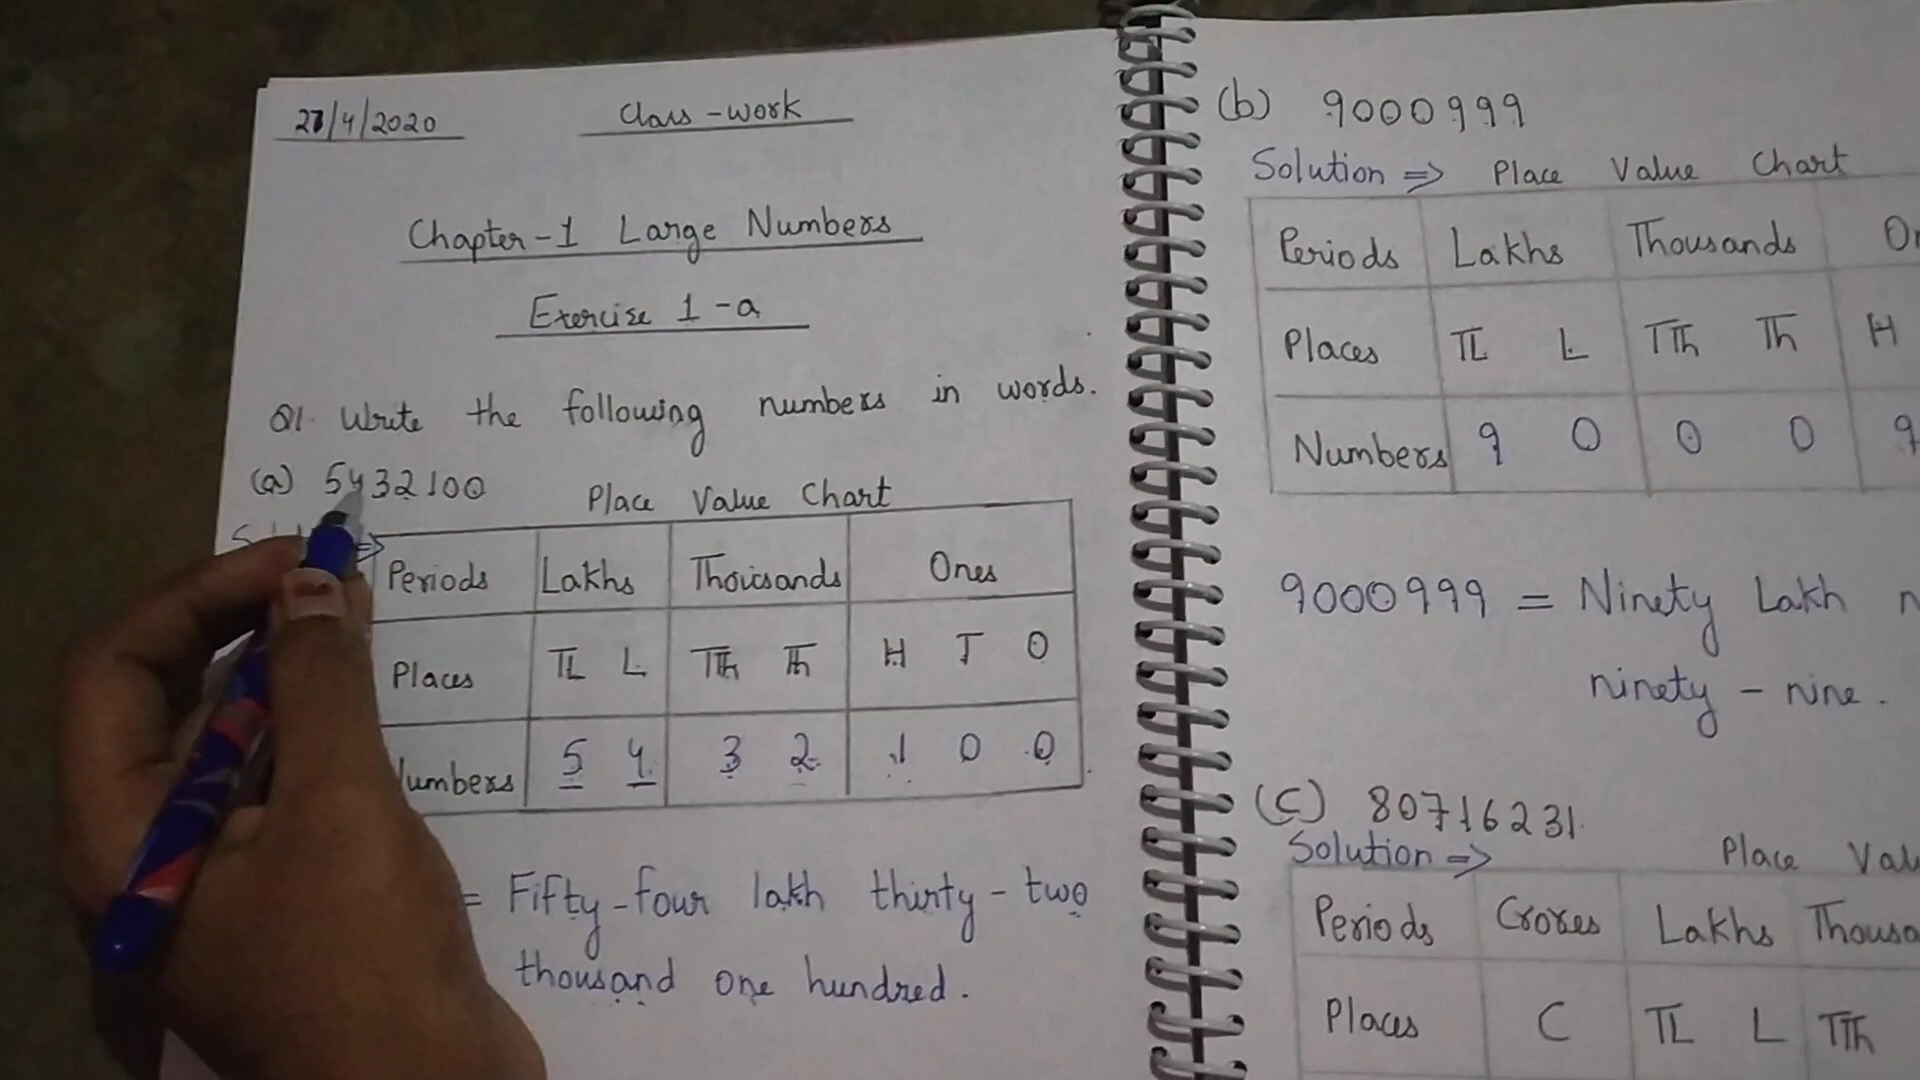 27/4/2020 Class-work
Chapter-1 Large Numbers
Exercise 1-a
Q1. Write the following numbers in words.
(a) 5432100 Place Value Chart
Periods Lakhs Thousands Ones
Places TL L TTh Th H T O
Numbers 5 4 3 2 1 0 0
= Fifty-four lakh thirty-two
thousand one hundred.
(b) 9000999
Solution => Place Value Chart
Periods Lakhs Thousands
Places TL L TTh Th H
Numbers 9 0 0 0 9
9000999 = Ninety Lakh
ninety-nine.
(C) 80716231
Solution => Place
Periods Crores Lakhs
Places C TL L TTh